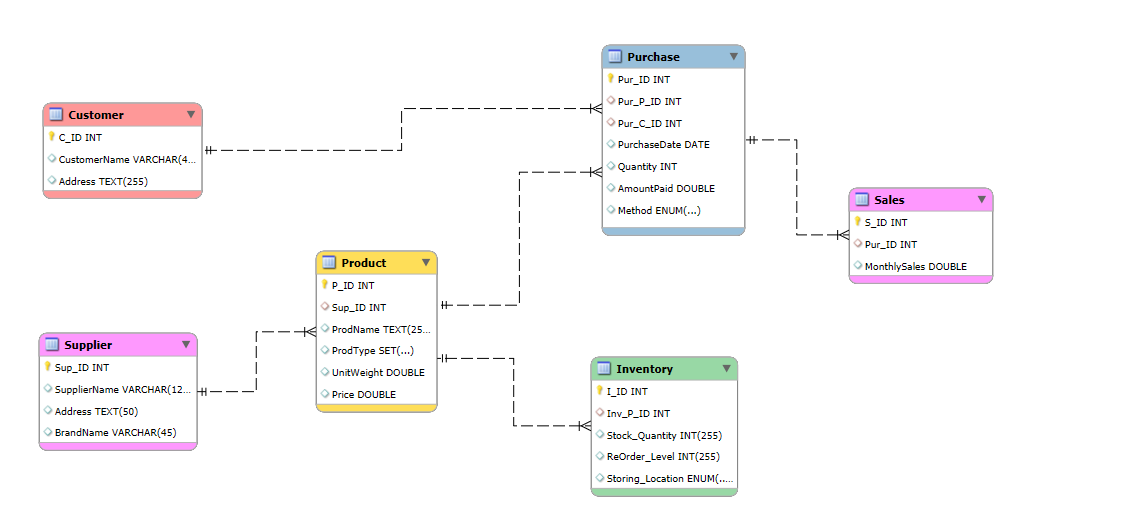 Customer
C_ID INT
CustomerName VARCHAR(4...
Address TEXT(255)
Purchase
Pur_ID INT
Pur_P_ID INT
Pur_C_ID INT
PurchaseDate DATE
Quantity INT
AmountPaid DOUBLE
Method ENUM(...)
Sales
S_ID INT
Pur_ID INT
MonthlySales DOUBLE
Product
P_ID INT
Sup_ID INT
ProdName TEXT(25...
ProdType SET(...)
UnitWeight DOUBLE
Price DOUBLE
Supplier
Sup_ID INT
SupplierName VARCHAR(12...
Address TEXT(50)
BrandName VARCHAR(45)
Inventory
I_ID INT
Inv_P_ID INT
Stock_Quantity INT(255)
ReOrder_Level INT(255)
Storing_Location ENUM(...